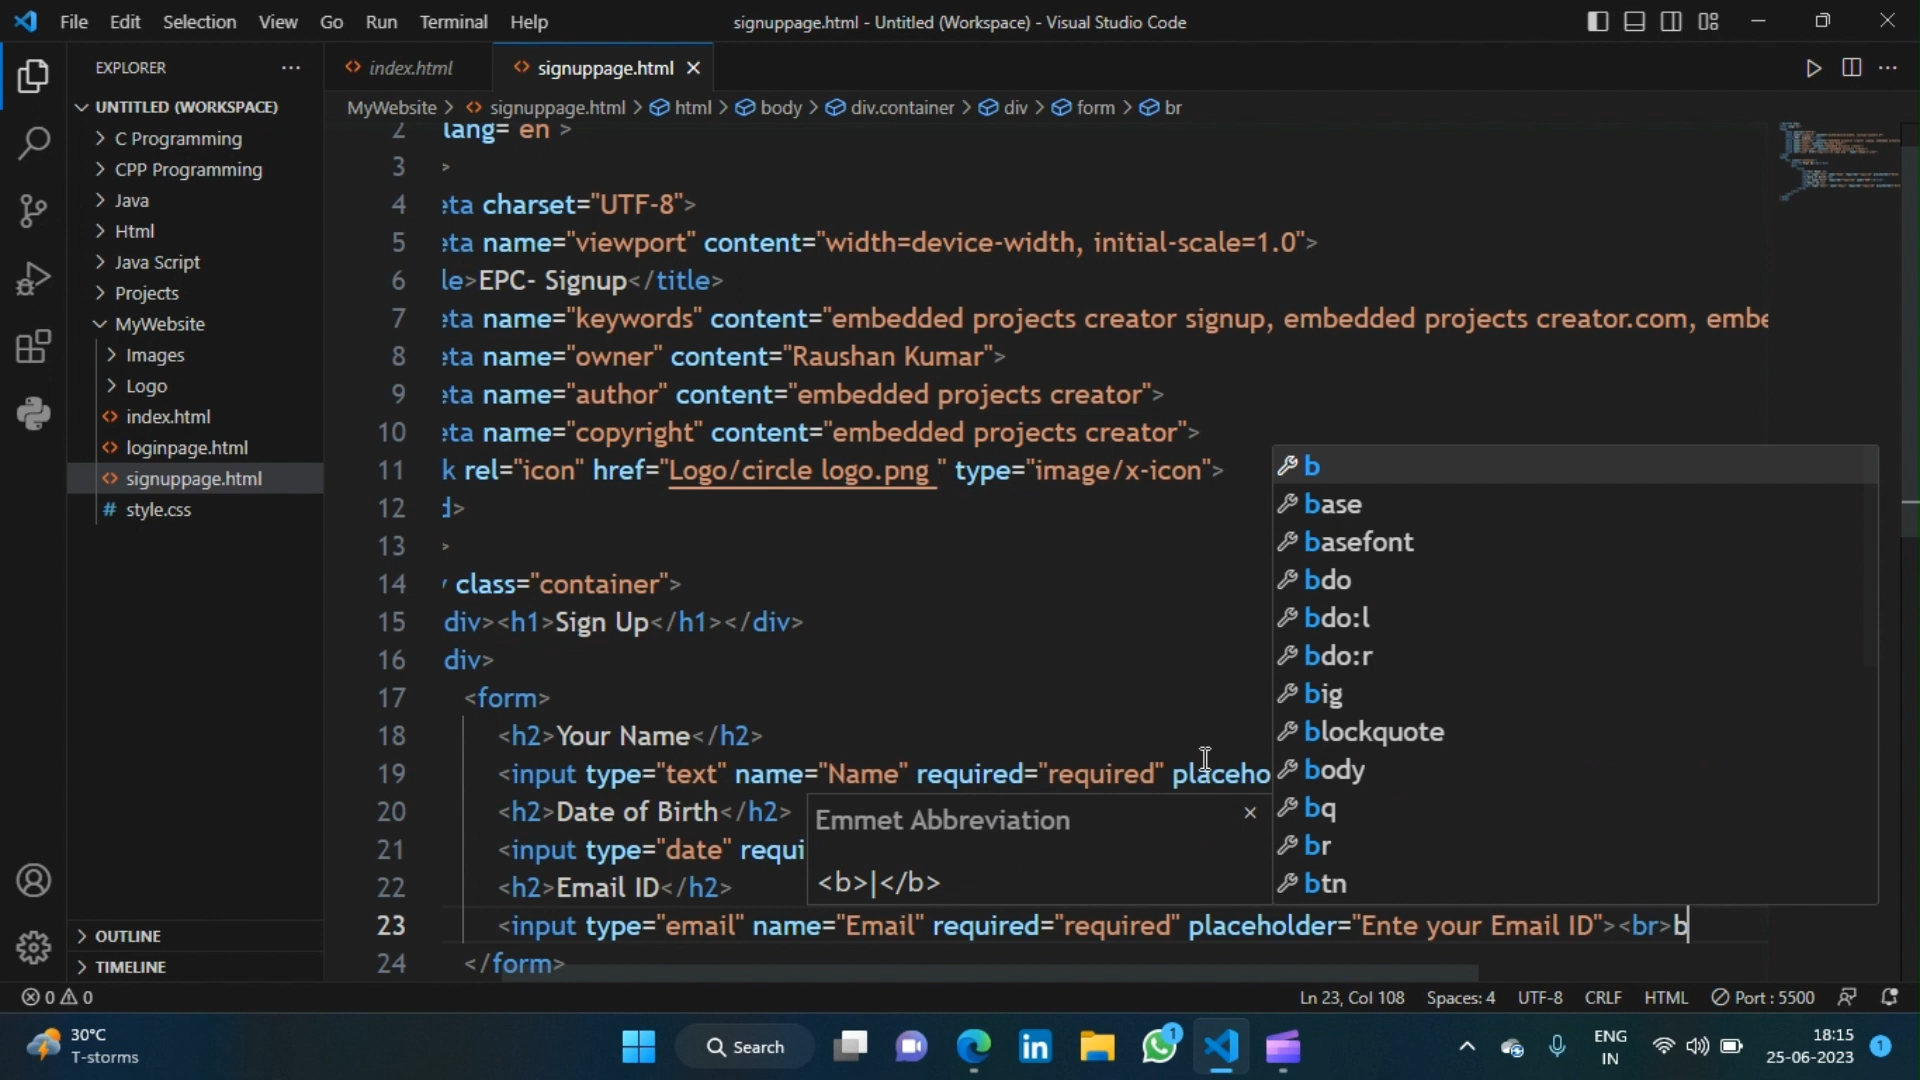 File Edit Selection View Go Run Terminal Help
signuppage.html - Untitled (Workspace) - Visual Studio Code
EXPLORER
UNTITLED (WORKSPACE)
C Programming
CPP Programming
Java
Html
Java Script
Projects
MyWebsite
Images
Logo
index.html
loginpage.html
signuppage.html
# style.css
OUTLINE
TIMELINE
index.html signuppage.html
MyWebsite > signuppage.html > html > body > div.container > div > form > br
2 lang= en >
3 >
4 eta charset="UTF-8">
5 eta name="viewport" content="width=device-width, initial-scale=1.0">
6 le>EPC- Signup</title>
7 eta name="keywords" content="embedded projects creator signup, embedded projects creator.com, embe
8 eta name="owner" content="Raushan Kumar">
9 eta name="author" content="embedded projects creator">
10 eta name="copyright" content="embedded projects creator">
11 k rel="icon" href="Logo/circle logo.png " type="image/x-icon">
12 d>
13 >
14 class="container">
15 div><h1>Sign Up</h1></div>
16 div>
17 <form>
18 <h2>Your Name</h2>
19 <input type="text" name="Name" required="required" placeho
20 <h2>Date of Birth</h2>
21 <input type="date" requi
22 <h2>Email ID</h2>
23 <input type="email" name="Email" required="required" placeholder="Ente your Email ID"><br>b
24 </form>
Emmet Abbreviation
<b>|</b>
b
base
basefont
bdo
bdo:l
bdo:r
big
blockquote
body
bq
br
btn
0 0
Ln 23, Col 108 Spaces: 4 UTF-8 CRLF HTML Port : 5500
30°C
T-storms
Search
1
ENG
IN
18:15
25-06-2023
1